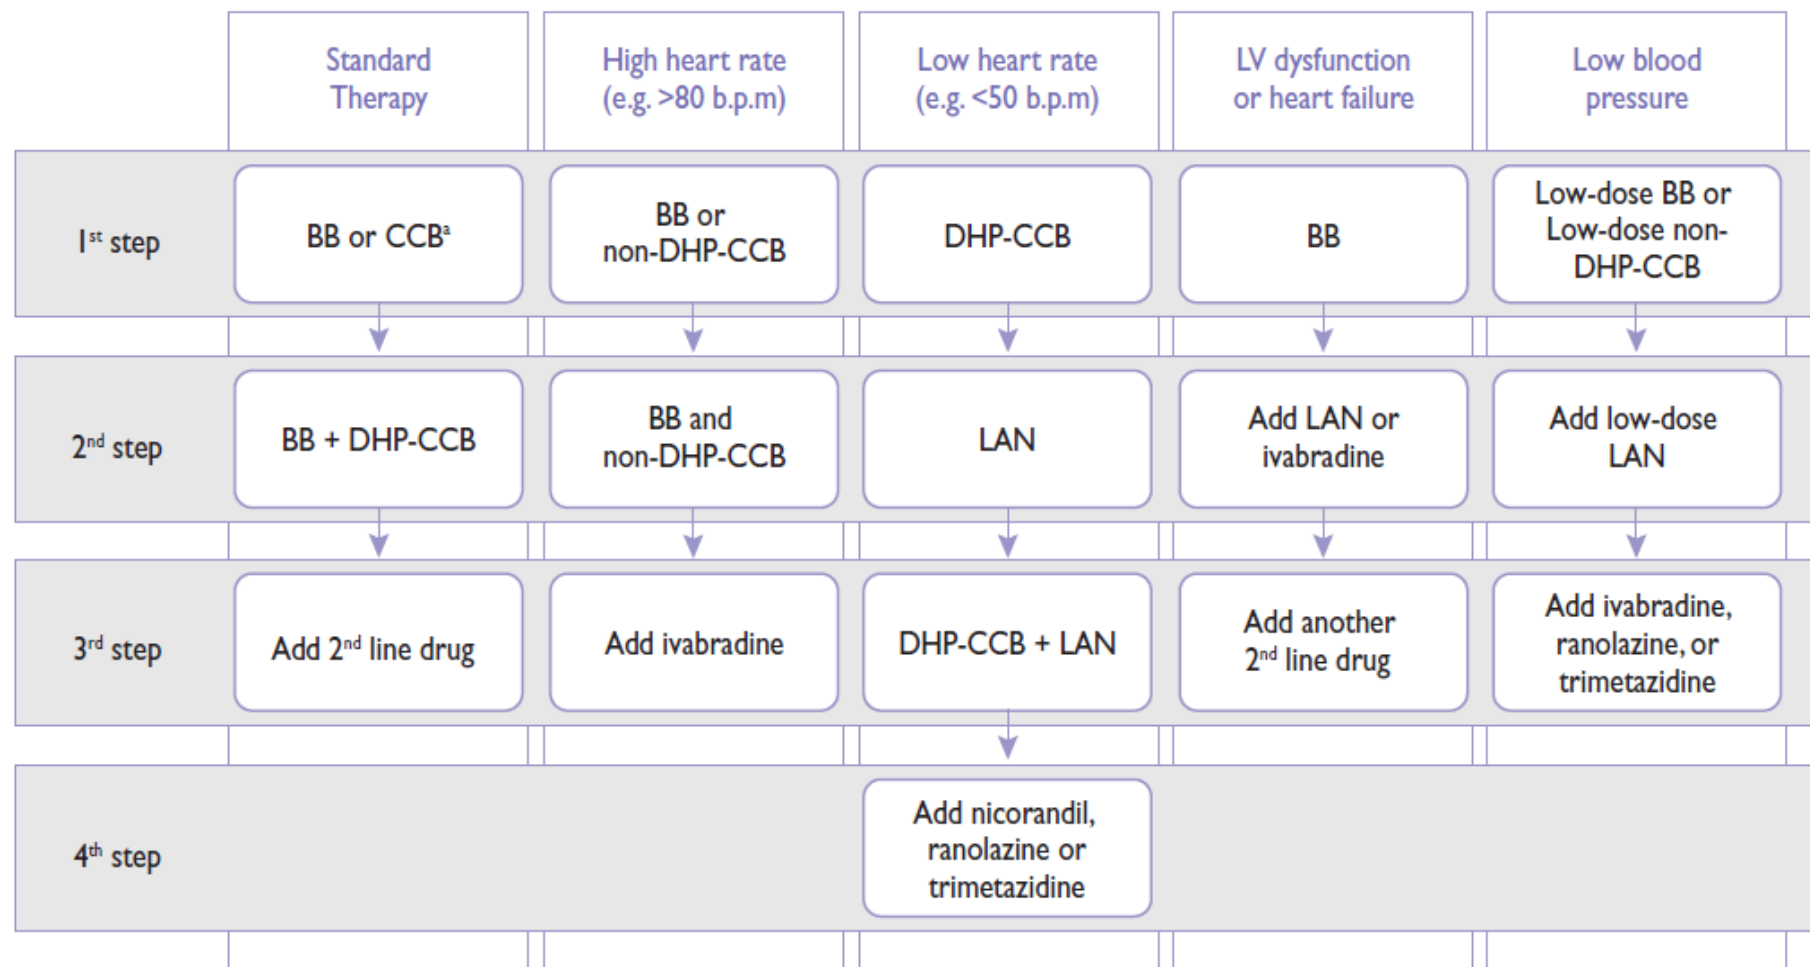 Standard
Therapy
High heart rate
(e.g. >80 b.p.m)
Low heart rate
(e.g. <50 b.p.m)
LV dysfunction
or heart failure
Low blood
pressure
1st step
BB or CCBa
BB or
non-DHP-CCB
DHP-CCB
BB
Low-dose BB or
Low-dose non-
DHP-CCB
2nd step
BB + DHP-CCB
BB and
non-DHP-CCB
LAN
Add LAN or
ivabradine
Add low-dose
LAN
3rd step
Add 2nd line drug
Add ivabradine
DHP-CCB + LAN
Add another
2nd line drug
Add ivabradine,
ranolazine, or
trimetazidine
4th step
Add nicorandil,
ranolazine or
trimetazidine